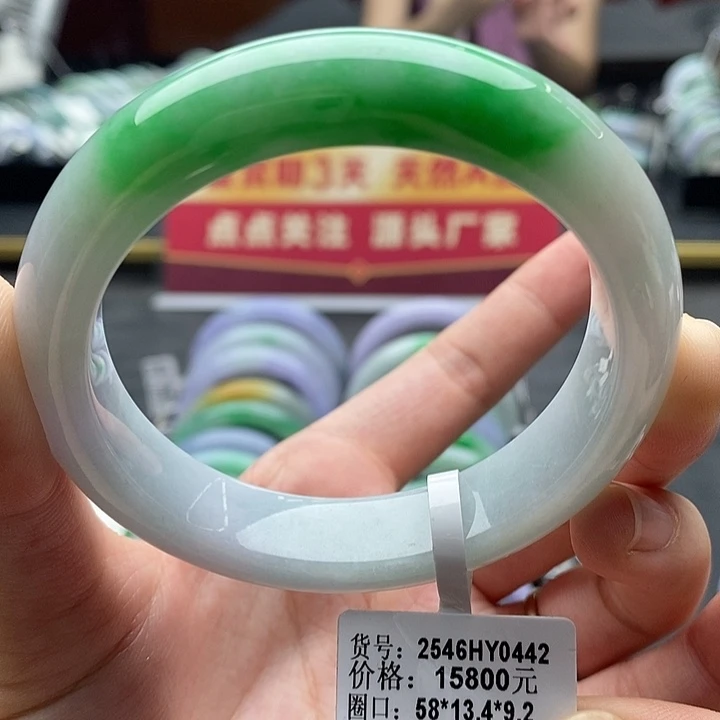 点点关注 源头厂家
货号：2546HY0442
价格：15800元
圈口：58*13.4*9.2